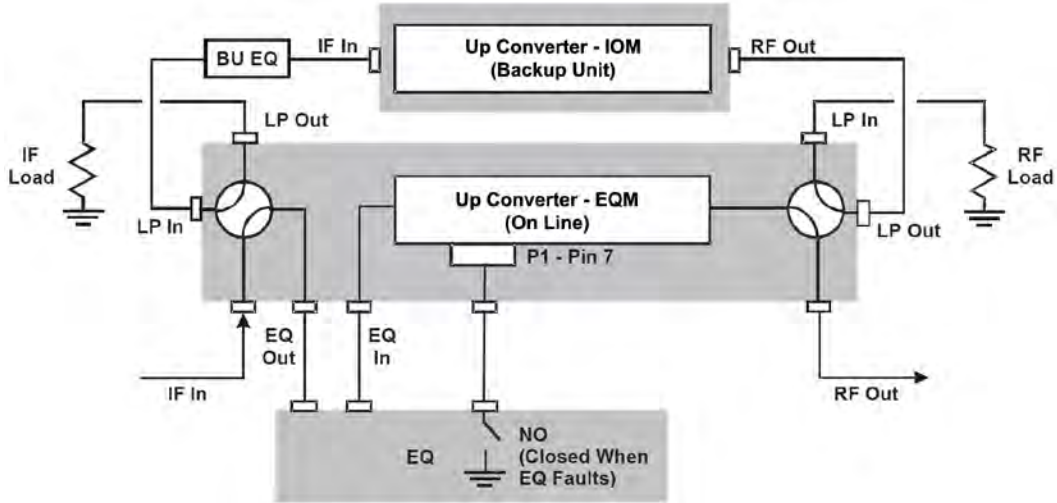 BU EQ
IF In
Up Converter - IOM
(Backup Unit)
RF Out
LP Out
LP In
IF
Load
RF
Load
LP In
Up Converter - EQM
(On Line)
LP Out
P1 - Pin 7
EQ
Out
EQ
In
IF In
RF Out
EQ
NO
(Closed When
EQ Faults)